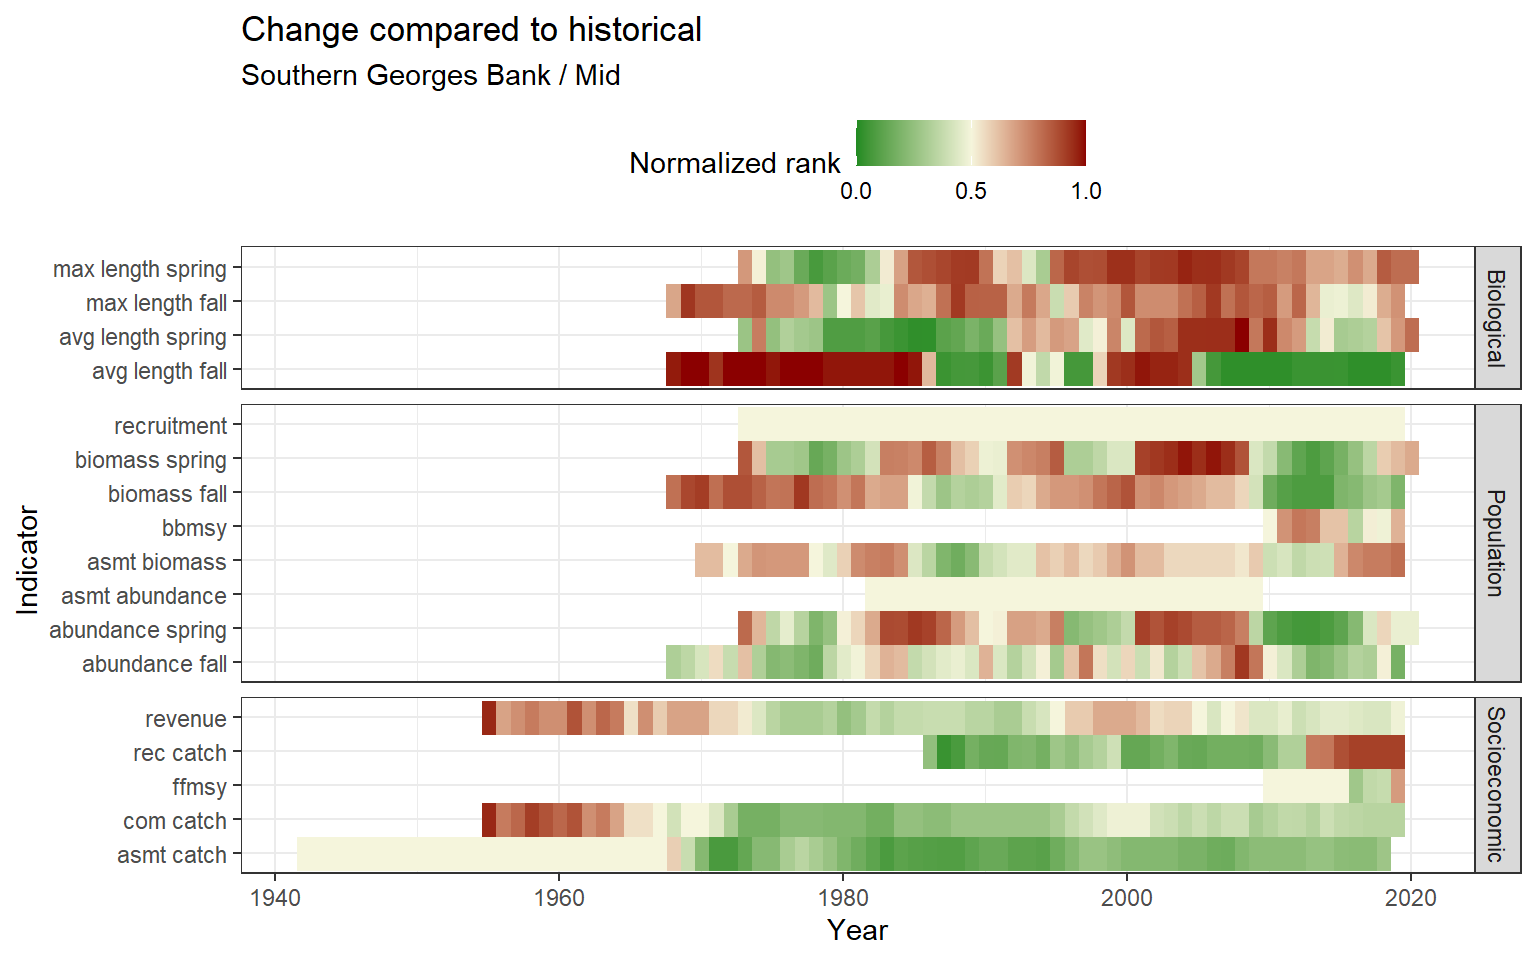 Change compared to historical
Southern Georges Bank / Mid
Normalized rank
0.0 0.5 1.0
max length spring
max length fall
avg length spring
avg length fall
Biological
recruitment
biomass spring
biomass fall
bbmsy
asmt biomass
asmt abundance
abundance spring
abundance fall
Population
revenue
rec catch
ffmsy
com catch
asmt catch
Socioeconomic
Indicator
1940 1960 1980 2000 2020
Year